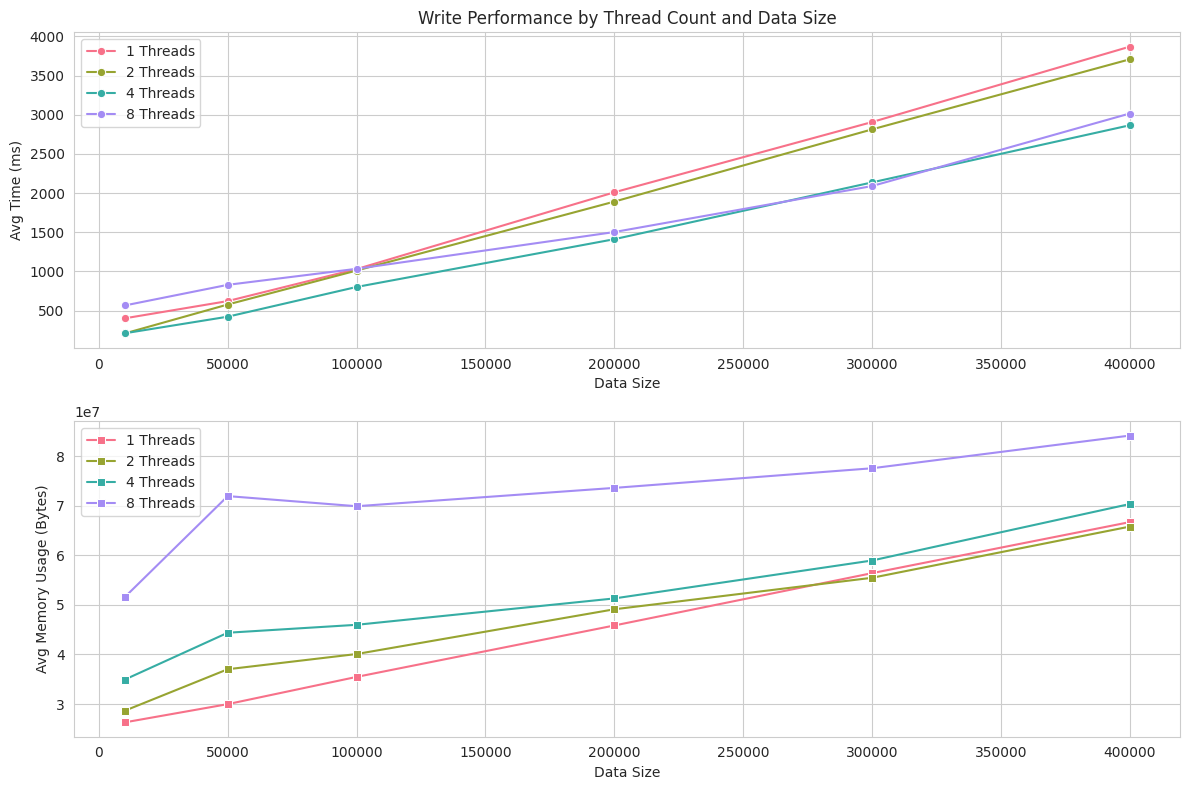 Write Performance by Thread Count and Data Size
4000
3500
3000
2500
2000
1500
1000
500
Avg Time (ms)
1 Threads
2 Threads
4 Threads
8 Threads
0 50000 100000 150000 200000 250000 300000 350000 400000
Data Size
1e7
8
7
6
5
4
3
Avg Memory Usage (Bytes)
1 Threads
2 Threads
4 Threads
8 Threads
0 50000 100000 150000 200000 250000 300000 350000 400000
Data Size